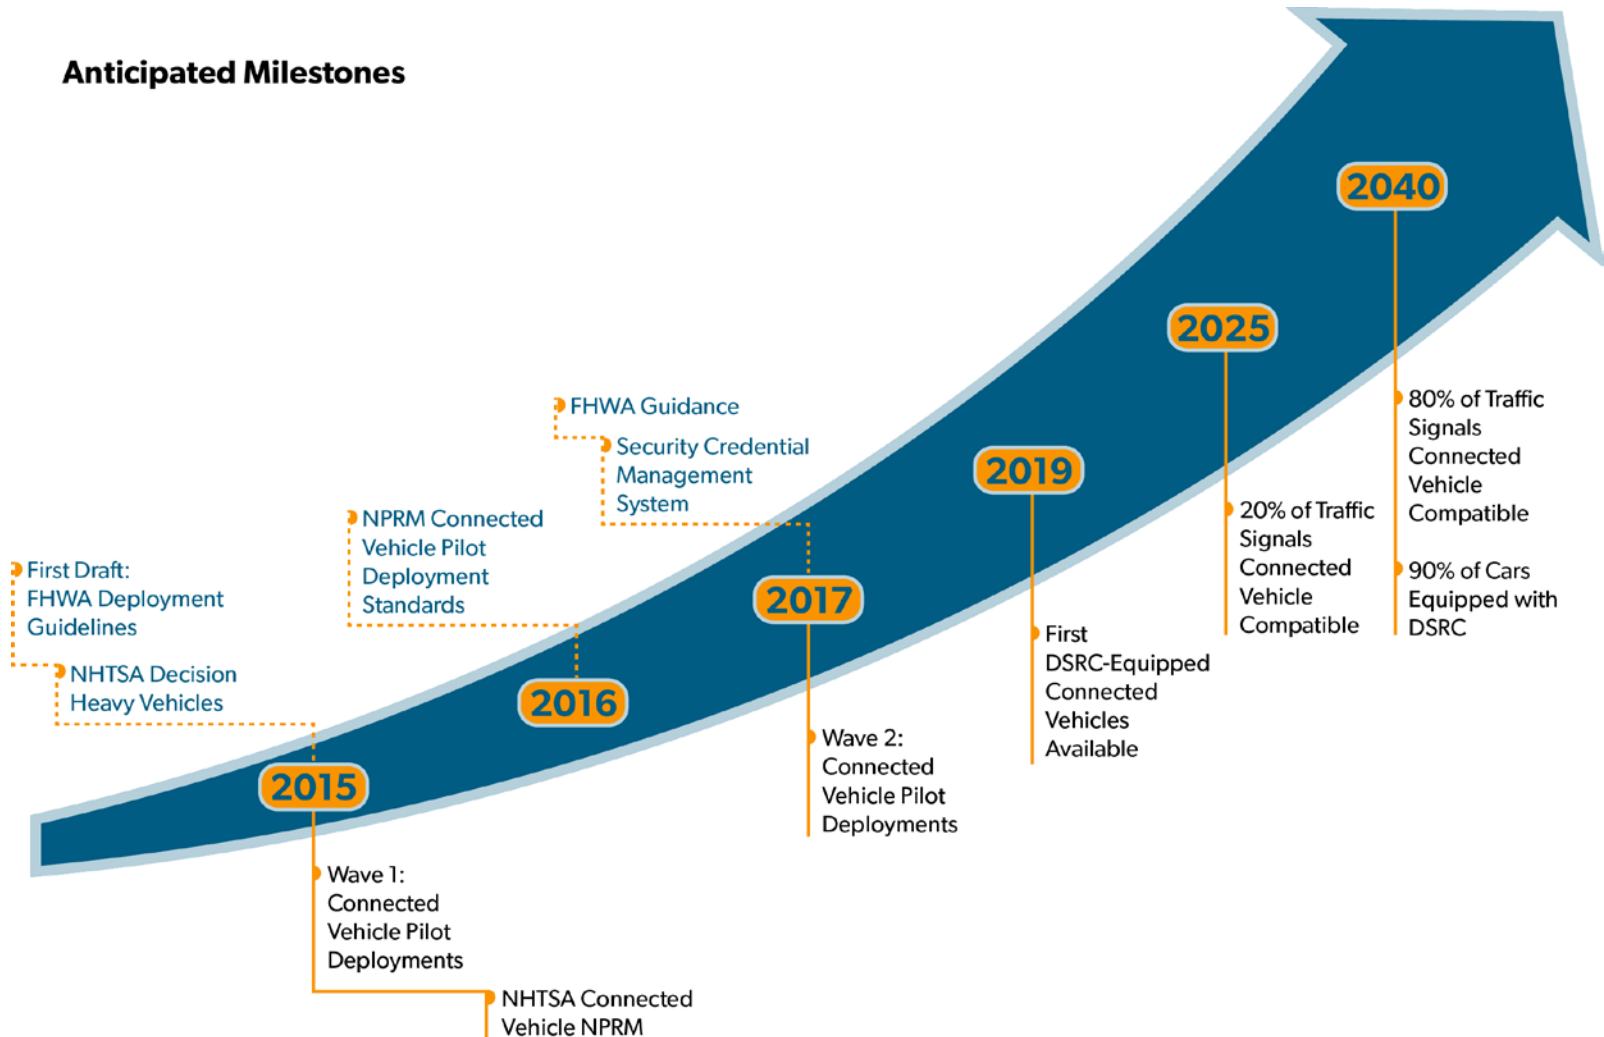 Anticipated Milestones
First Draft:
FHWA Deployment
Guidelines
NHTSA Decision
Heavy Vehicles
2015
Wave 1:
Connected
Vehicle Pilot
Deployments
NHTSA Connected
Vehicle NPRM
NPRM Connected
Vehicle Pilot
Deployment
Standards
2016
FHWA Guidance
Security Credential
Management
System
2017
Wave 2:
Connected
Vehicle Pilot
Deployments
2019
First
DSRC-Equipped
Connected
Vehicles
Available
2025
20% of Traffic
Signals
Connected
Vehicle
Compatible
2040
80% of Traffic
Signals
Connected
Vehicle
Compatible
90% of Cars
Equipped with
DSRC